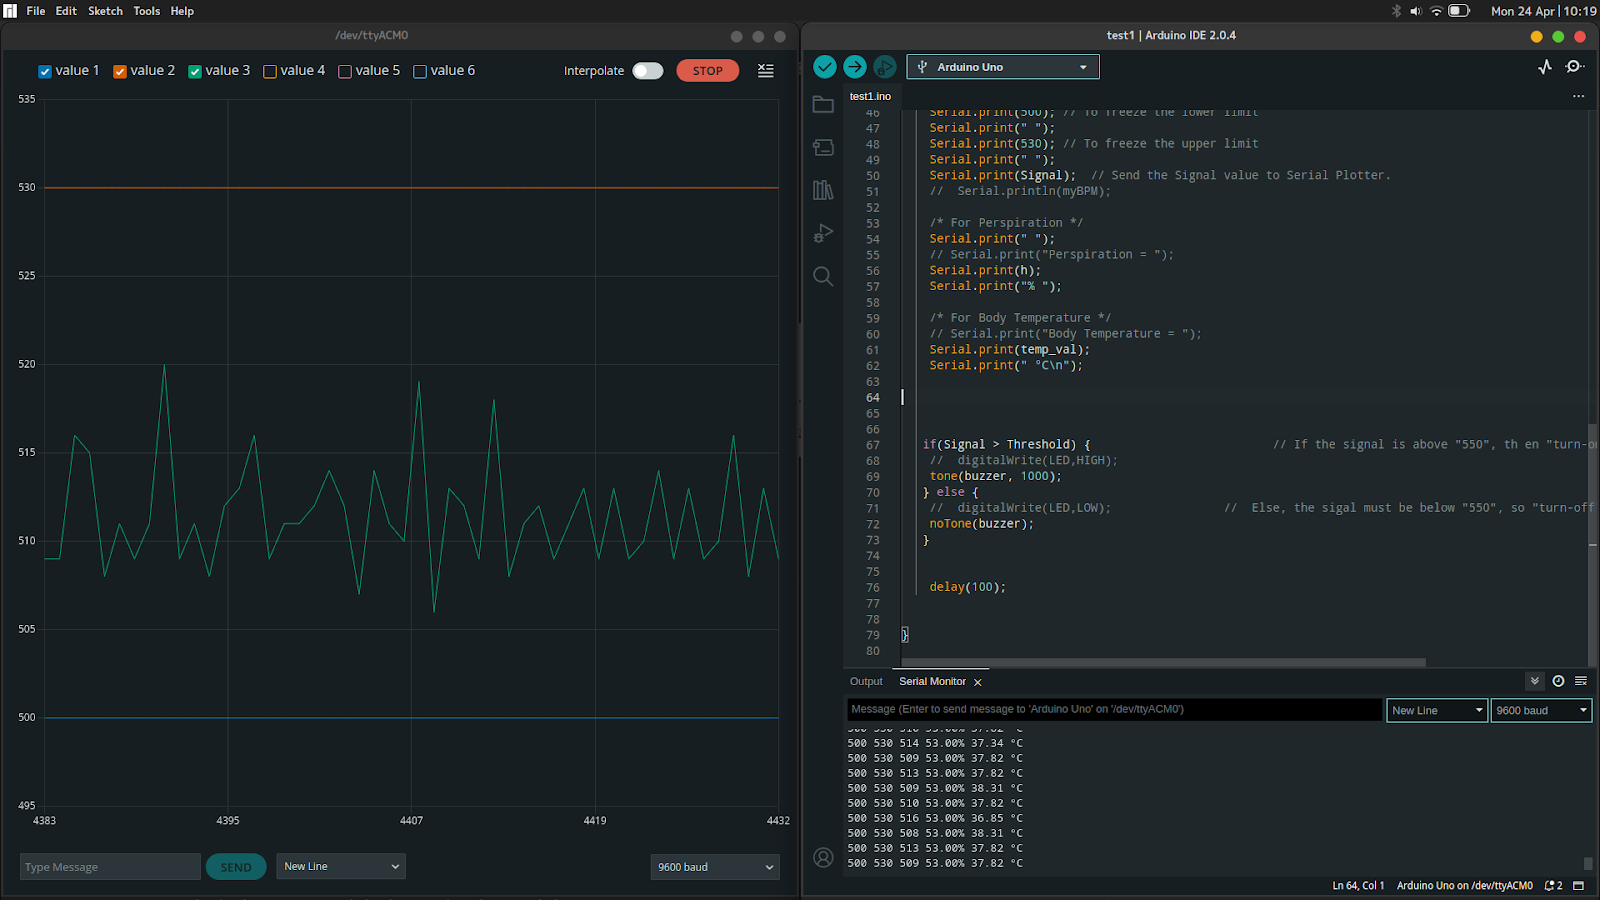 File Edit Sketch Tools Help
Mon 24 Apr | 10:19
/dev/ttyACM0
value 1 value 2 value 3 value 4 value 5 value 6 Interpolate STOP
535
530
525
520
515
510
505
500
495
4383 4395 4407 4419 4432
Type Message SEND New Line 9600 baud
test1 | Arduino IDE 2.0.4
Arduino Uno
test1.ino
46 Serial.print(500); // To freeze the lower limit
47 Serial.print(" ");
48 Serial.print(530); // To freeze the upper limit
49 Serial.print(" ");
50 Serial.print(Signal); // Send the Signal value to Serial Plotter.
51 // Serial.println(myBPM);
52
53 /* For Perspiration */
54 Serial.print(" ");
55 // Serial.print("Perspiration = ");
56 Serial.print(h);
57 Serial.print("% ");
58
59 /* For Body Temperature */
60 // Serial.print("Body Temperature = ");
61 Serial.print(temp_val);
62 Serial.print(" °C\n");
63
64
65
66
67 if(Signal > Threshold) { // If the signal is above "550", th en "turn-o
68 // digitalWrite(LED,HIGH);
69 tone(buzzer, 1000);
70 } else {
71 // digitalWrite(LED,LOW); // Else, the sigal must be below "550", so "turn-off
72 noTone(buzzer);
73 }
74
75
76 delay(100);
77
78
79 }
80
Output Serial Monitor
Message (Enter to send message to 'Arduino Uno' on '/dev/ttyACM0') New Line 9600 baud
500 530 514 53.00% 37.34 °C
500 530 509 53.00% 37.82 °C
500 530 513 53.00% 37.82 °C
500 530 509 53.00% 38.31 °C
500 530 510 53.00% 37.82 °C
500 530 516 53.00% 36.85 °C
500 530 508 53.00% 38.31 °C
500 530 513 53.00% 37.82 °C
500 530 509 53.00% 37.82 °C
Ln 64, Col 1 Arduino Uno on /dev/ttyACM0 2